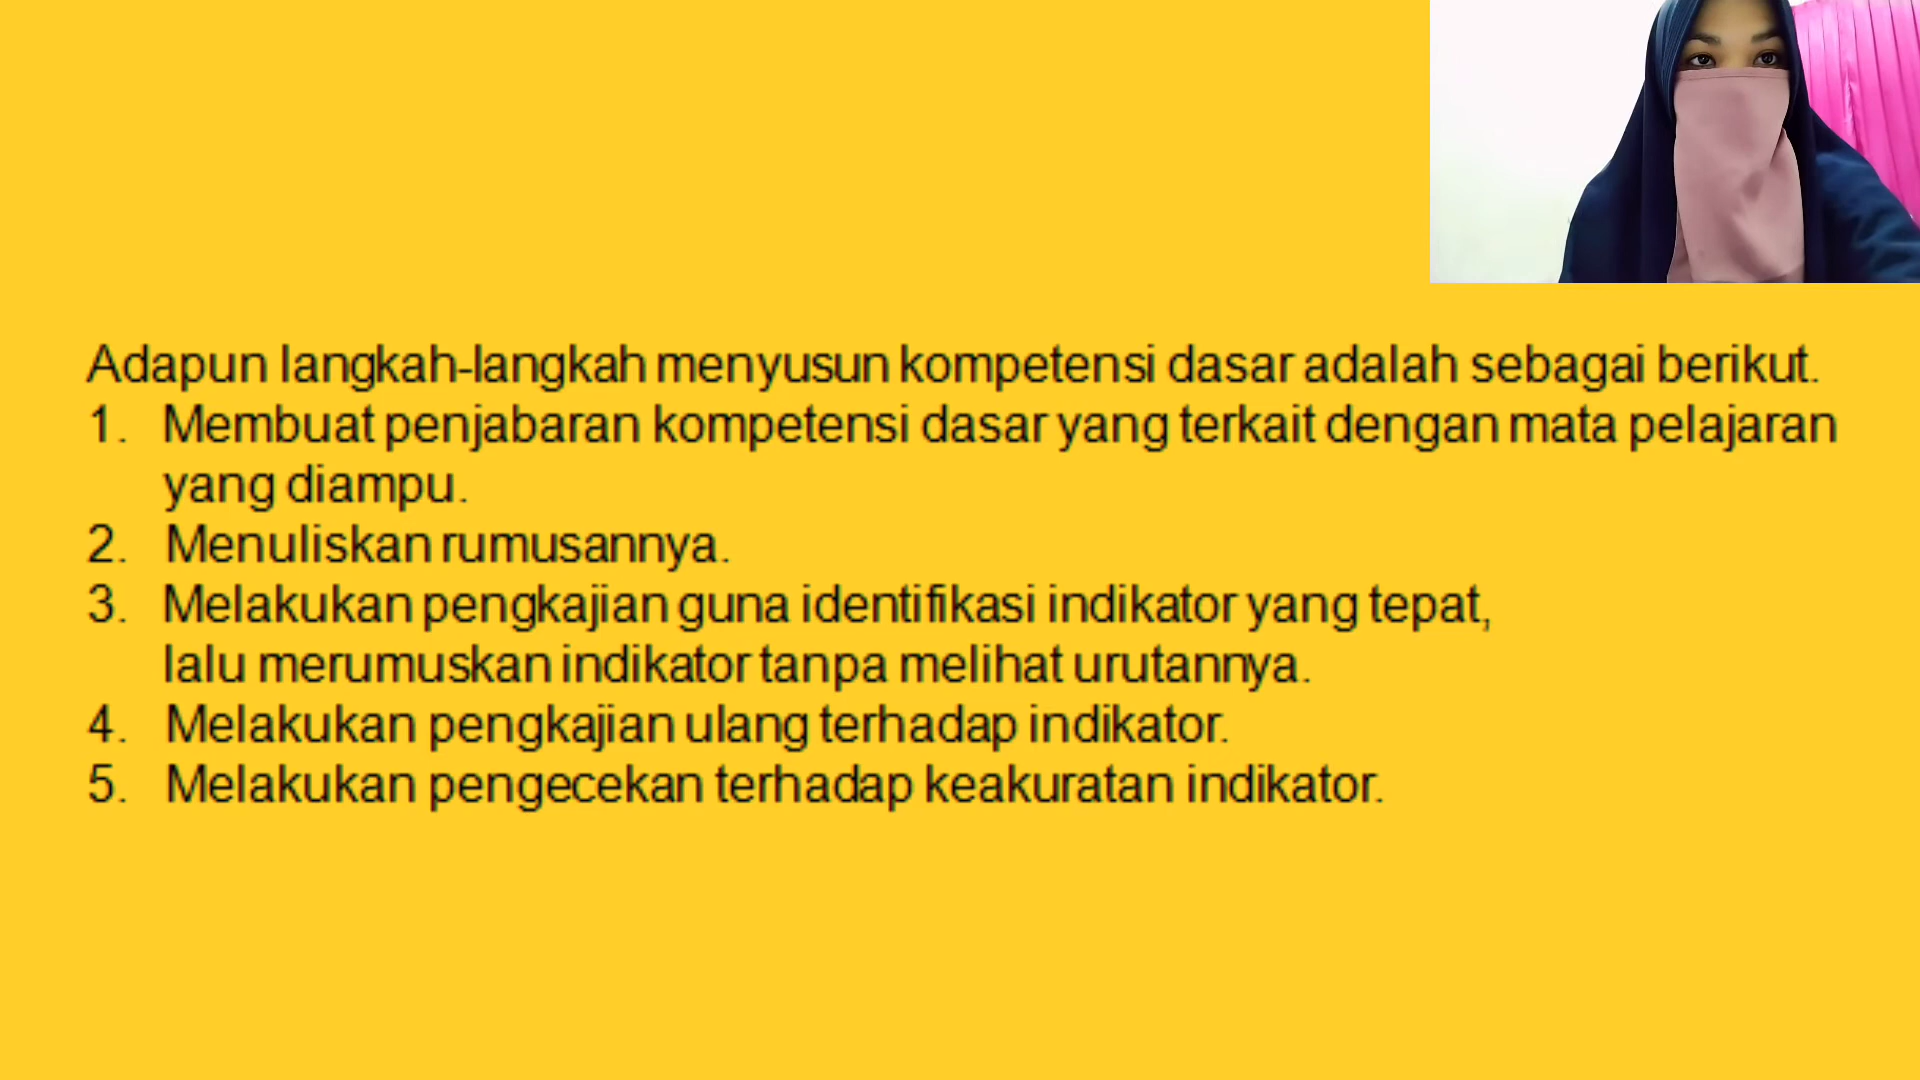 Adapun langkah-langkah menyusun kompetensi dasar adalah sebagai berikut.
1. Membuat penjabaran kompetensi dasar yang terkait dengan mata pelajaran
yang diampu.
2. Menuliskan rumusannya.
3. Melakukan pengkajian guna identifikasi indikator yang tepat,
lalu merumuskan indikator tanpa melihat urutannya.
4. Melakukan pengkajian ulang terhadap indikator.
5. Melakukan pengecekan terhadap keakuratan indikator.